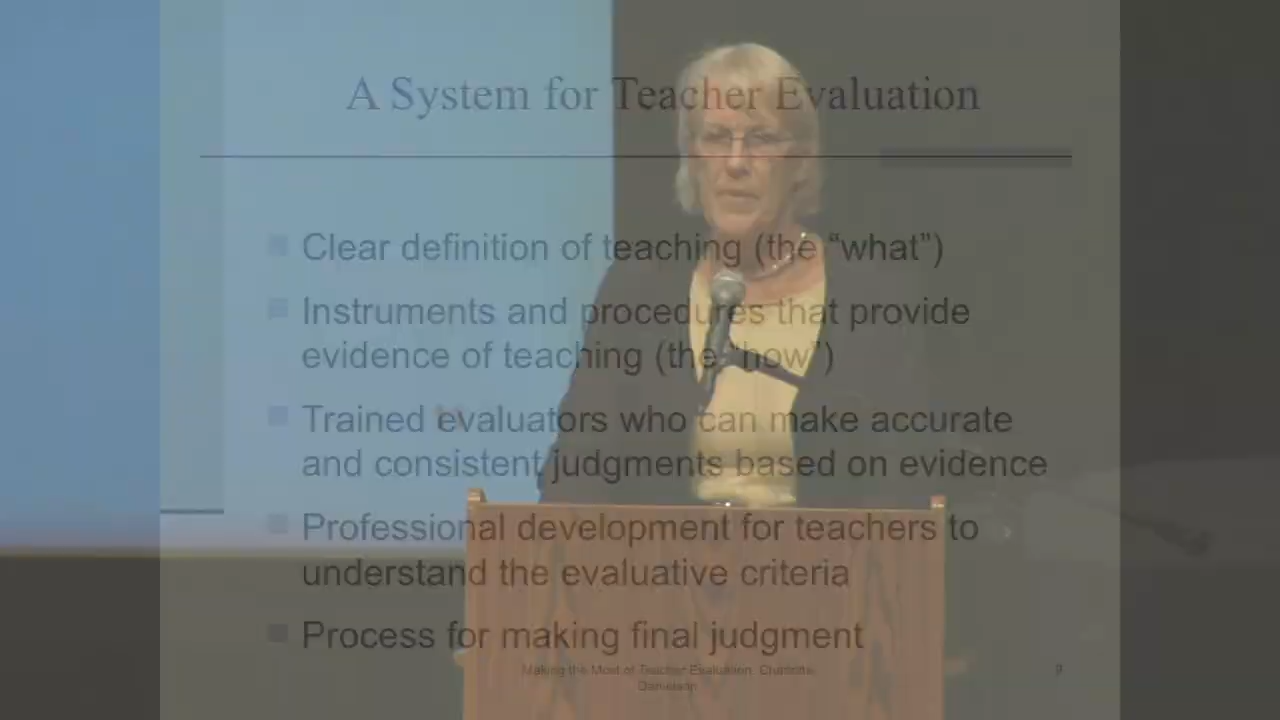 A System for Teacher Evaluation
Clear definition of teaching (the “what”)
Instruments and procedures that provide
evidence of teaching (the “how”)
Trained evaluators who can make accurate
and consistent judgments based on evidence
Professional development for teachers to
understand the evaluative criteria
Process for making final judgment
Making the Most of Teacher Evaluation, Charlotte
Danielson
9